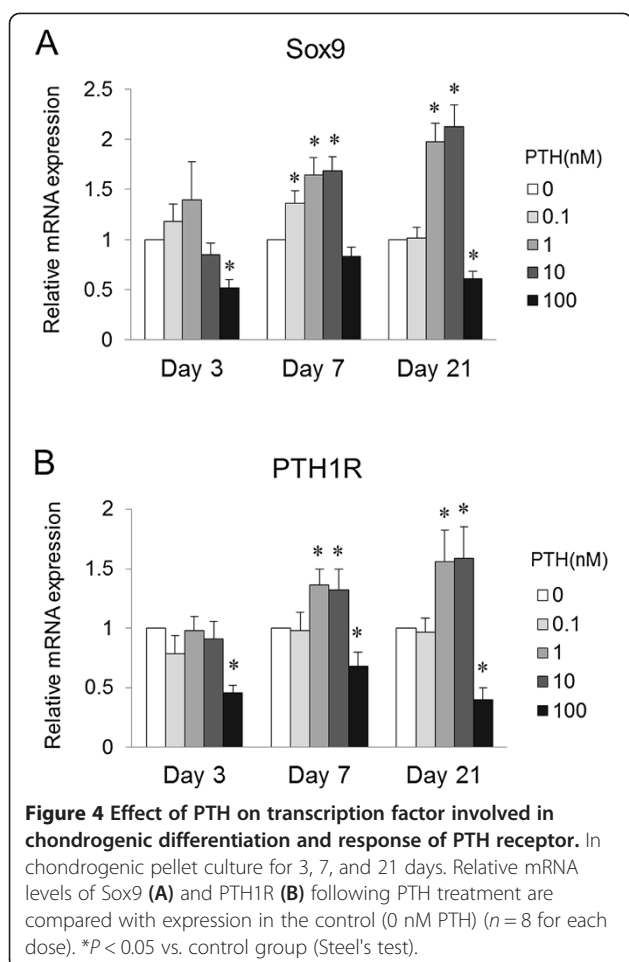 A
Sox9
Relative mRNA expression
2.5
2
1.5
1
0.5
0
* * * * * * *
Day 3 Day 7 Day 21
PTH(nM)
0
0.1
1
10
100
B
PTH1R
Relative mRNA expression
2
1.5
1
0.5
0
* * * * * * *
Day 3 Day 7 Day 21
PTH(nM)
0
0.1
1
10
100
Figure 4 Effect of PTH on transcription factor involved in
chondrogenic differentiation and response of PTH receptor. In
chondrogenic pellet culture for 3, 7, and 21 days. Relative mRNA
levels of Sox9 (A) and PTH1R (B) following PTH treatment are
compared with expression in the control (0 nM PTH) (n = 8 for each
dose). *P < 0.05 vs. control group (Steel's test).